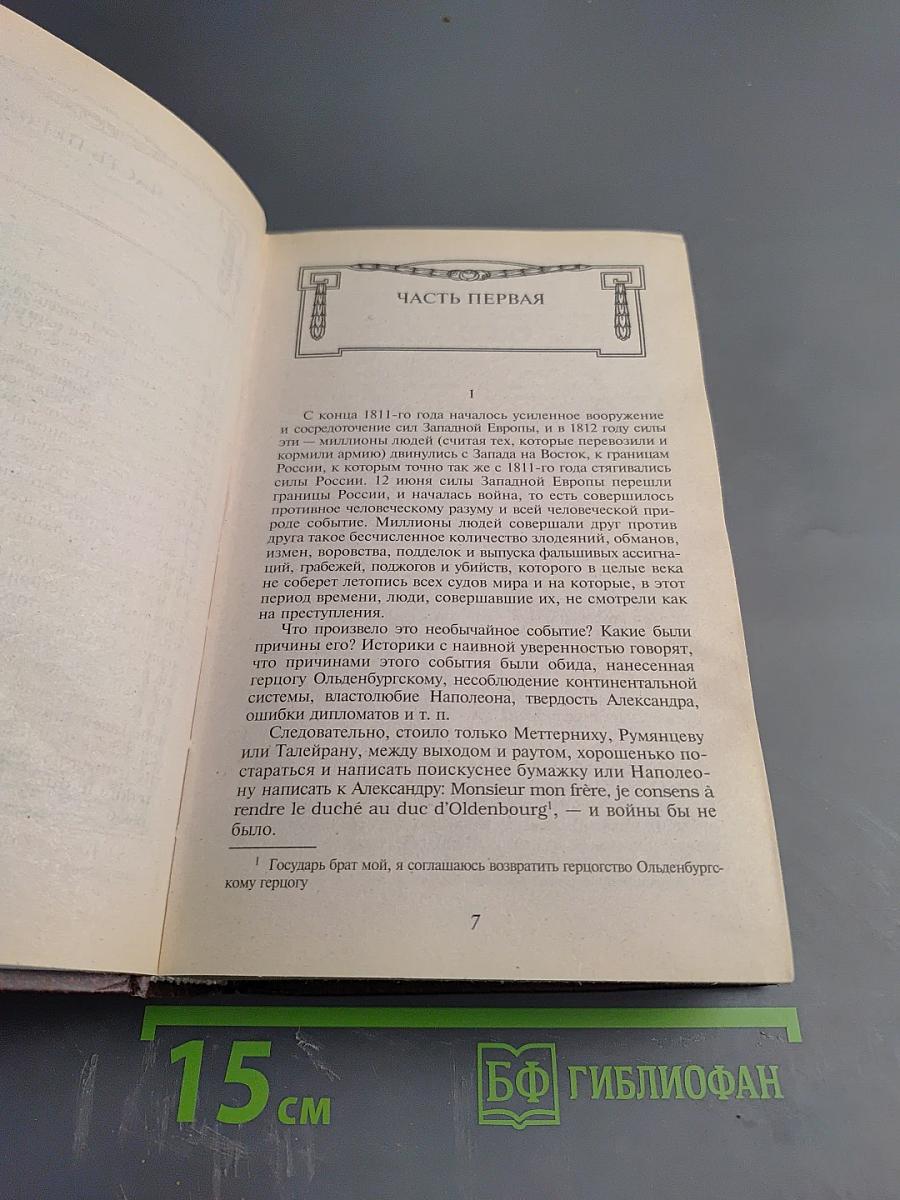 ЧАСТЬ ПЕРВАЯ
I
С конца 1811-го года началось усиленное вооружение
и сосредоточение сил Западной Европы, и в 1812 году силы
эти — миллионы людей (считая тех, которые перевозили и
кормили армию) двинулись с Запада на Восток, к границам
России, к которым точно так же с 1811-го года стягивались
силы России. 12 июня силы Западной Европы перешли
границы России, и началась война, то есть совершилось
противное человеческому разуму и всей человеческой при-
роде событие. Миллионы людей совершали друг против
друга такое бесчисленное количество злодеяний, обманов,
измен, воровства, подделок и выпуска фальшивых ассигна-
ций, грабежей, поджогов и убийств, которого в целые века
не соберет летопись всех судов мира и на которые, в этот
период времени, люди, совершавшие их, не смотрели как
на преступления.
Что произвело это необычайное событие? Какие были
причины его? Историки с наивной уверенностью говорят,
что причинами этого события были обида, нанесенная
герцогу Ольденбургскому, несоблюдение континентальной
системы, властолюбие Наполеона, твердость Александра,
ошибки дипломатов и т. п.
Следовательно, стоило только Меттерниху, Румянцеву
или Талейрану, между выходом и раутом, хорошенько по-
стараться и написать поискуснее бумажку или Наполео-
ну написать к Александру: Monsieur mon frère, je consens à
rendre le duché au duc d'Oldenbourg¹, — и войны бы не
было.
¹ Государь брат мой, я соглашаюсь возвратить герцогство Ольденбургс-
кому герцогу
7
15 см
БФ ГИБЛИОФАН